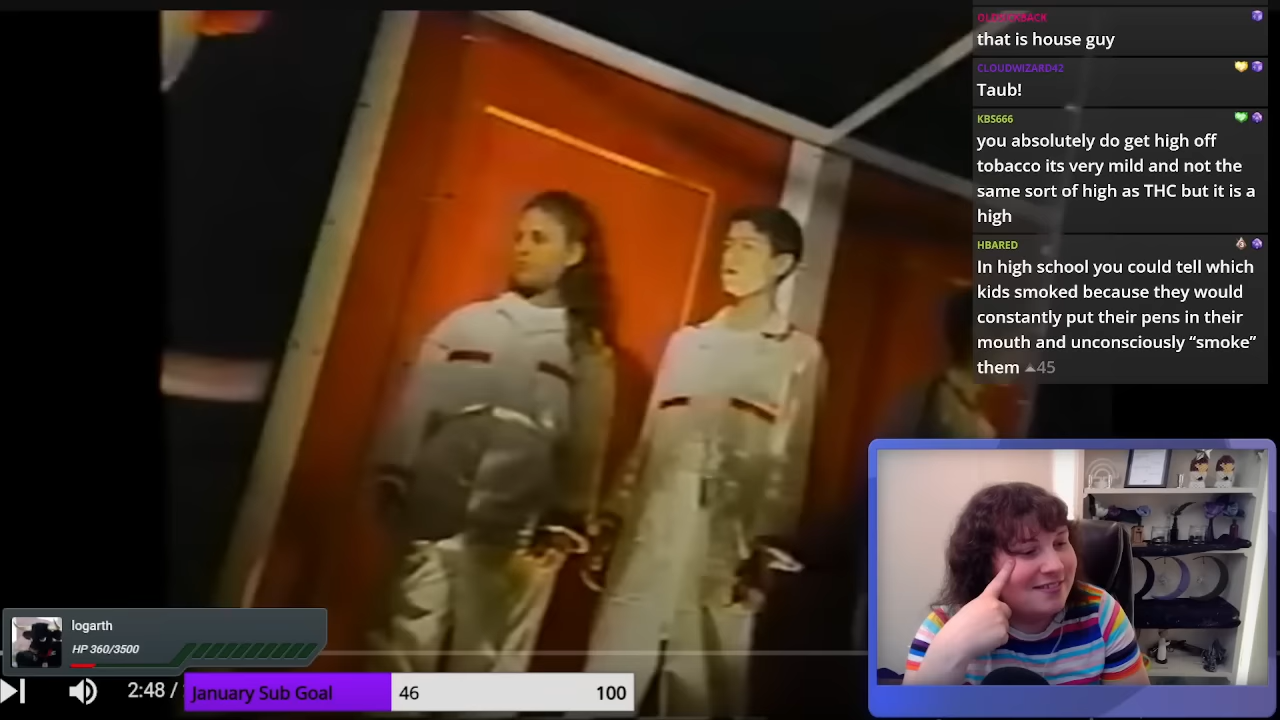 OLDSICKBACK
that is house guy
CLOUDWIZARD42
Taub!
KBS666
you absolutely do get high off
tobacco its very mild and not the
same sort of high as THC but it is a
high
HBARED
In high school you could tell which
kids smoked because they would
constantly put their pens in their
mouth and unconsciously “smoke”
them 45
logarth
HP 360/3500
2:48 /
January Sub Goal 46 100